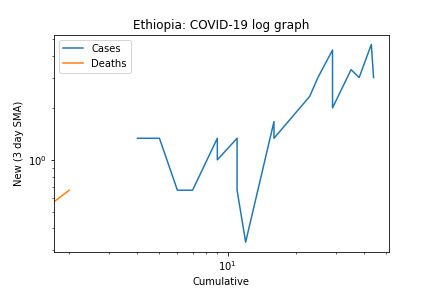 Ethiopia: COVID-19 log graph
Cases
Deaths
New (3 day SMA)
10⁰
10¹
Cumulative